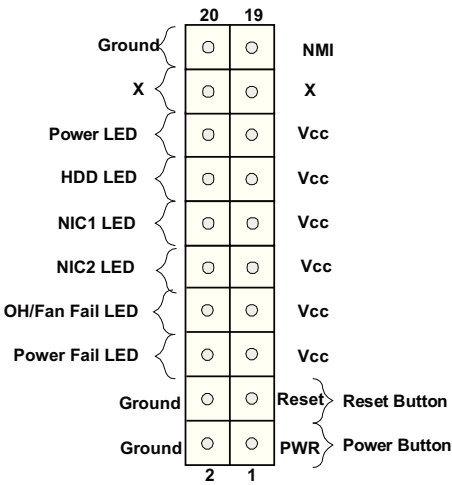 20 19
Ground NMI
X X
Power LED Vcc
HDD LED Vcc
NIC1 LED Vcc
NIC2 LED Vcc
OH/Fan Fail LED Vcc
Power Fail LED Vcc
Ground Reset Reset Button
Ground PWR Power Button
2 1